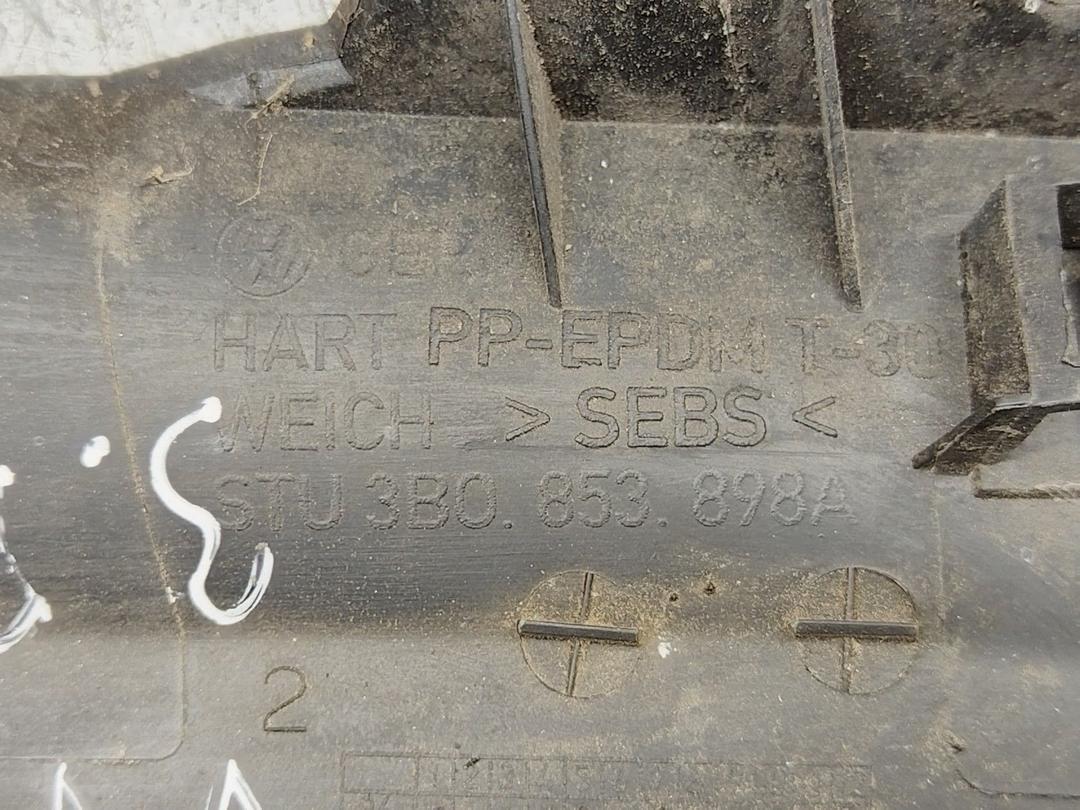 HART PP-EPDM T-30
WEICH > SEBS <
STU 3B0. 853. 898A
2